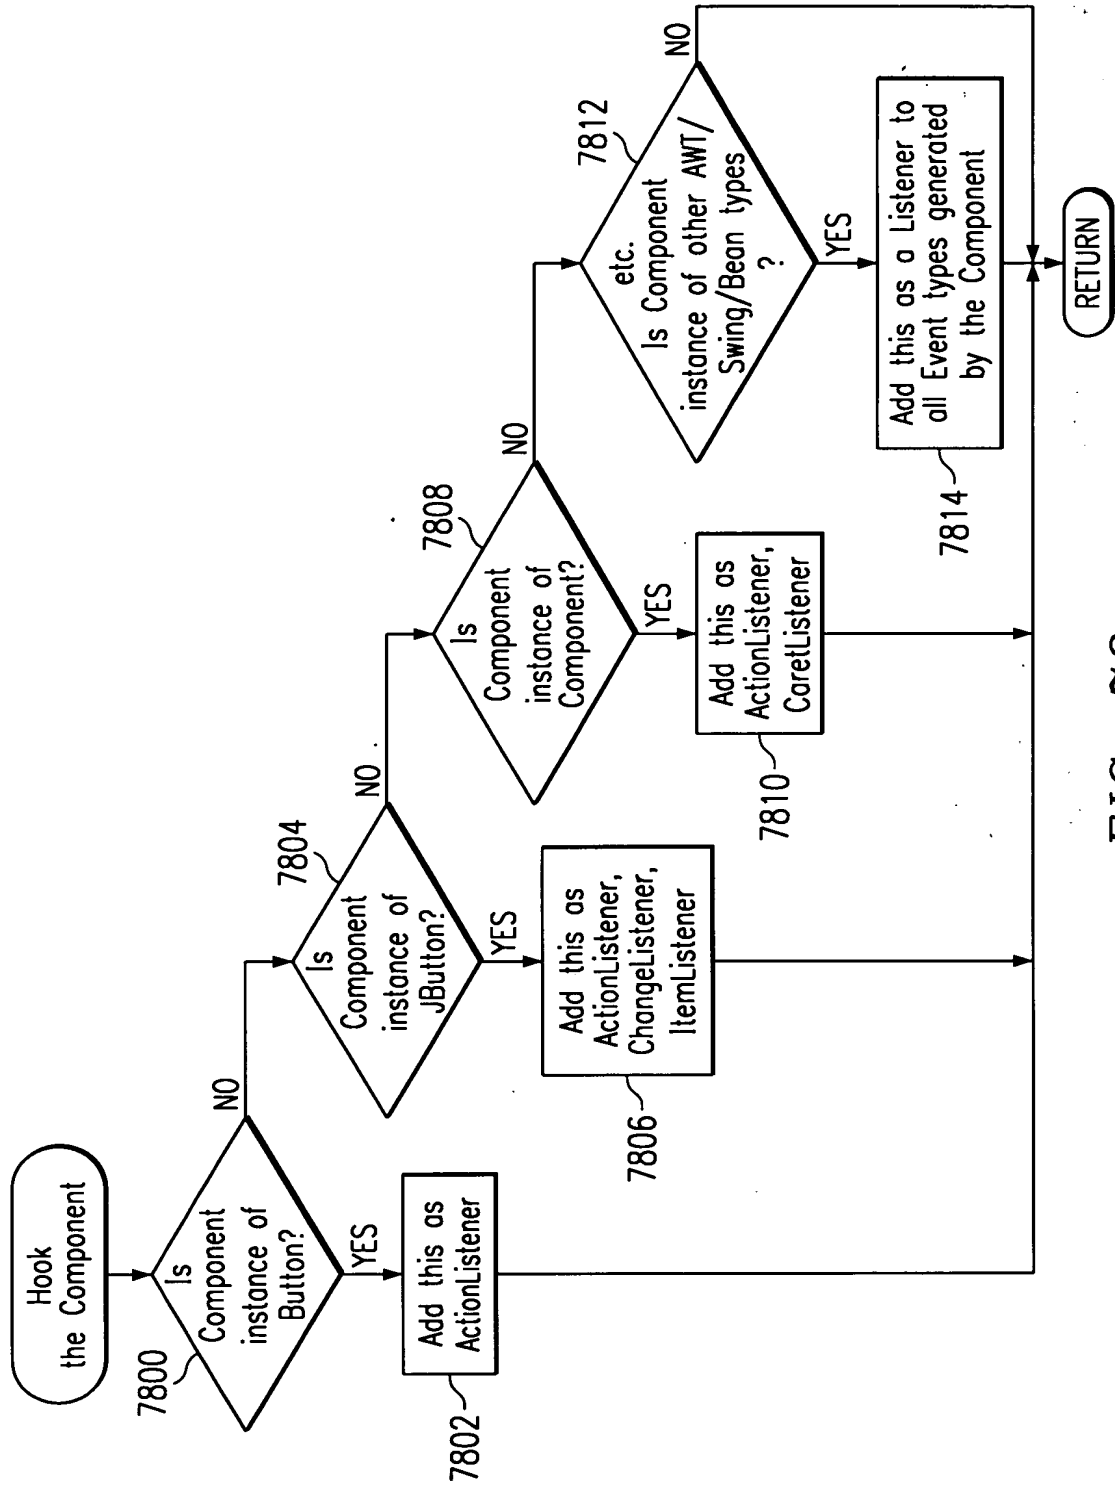 Hook
the Component
7800
Is
Component
instance of
Button?
NO
YES
7802
Add this as
ActionListener
7804
Is
Component
instance of
JButton?
NO
YES
7806
Add this as
ActionListener,
ChangeListener,
ItemListener
7808
Is
Component
instance of
Component?
NO
YES
7810
Add this as
ActionListener,
CaretListener
7812
etc.
Is Component
instance of other AWT/
Swing/Bean types
?
NO
YES
7814
Add this as a Listener to
all Event types generated
by the Component
RETURN